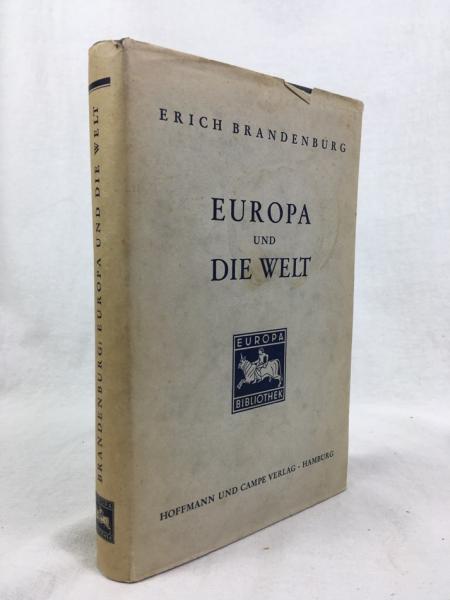 ERICH BRANDENBURG
EUROPA
UND
DIE WELT
EUROPA
BIBLIOTHEK
HOFFMANN UND CAMPE VERLAG · HAMBURG
BRANDENBURG: EUROPA UND DIE WELT